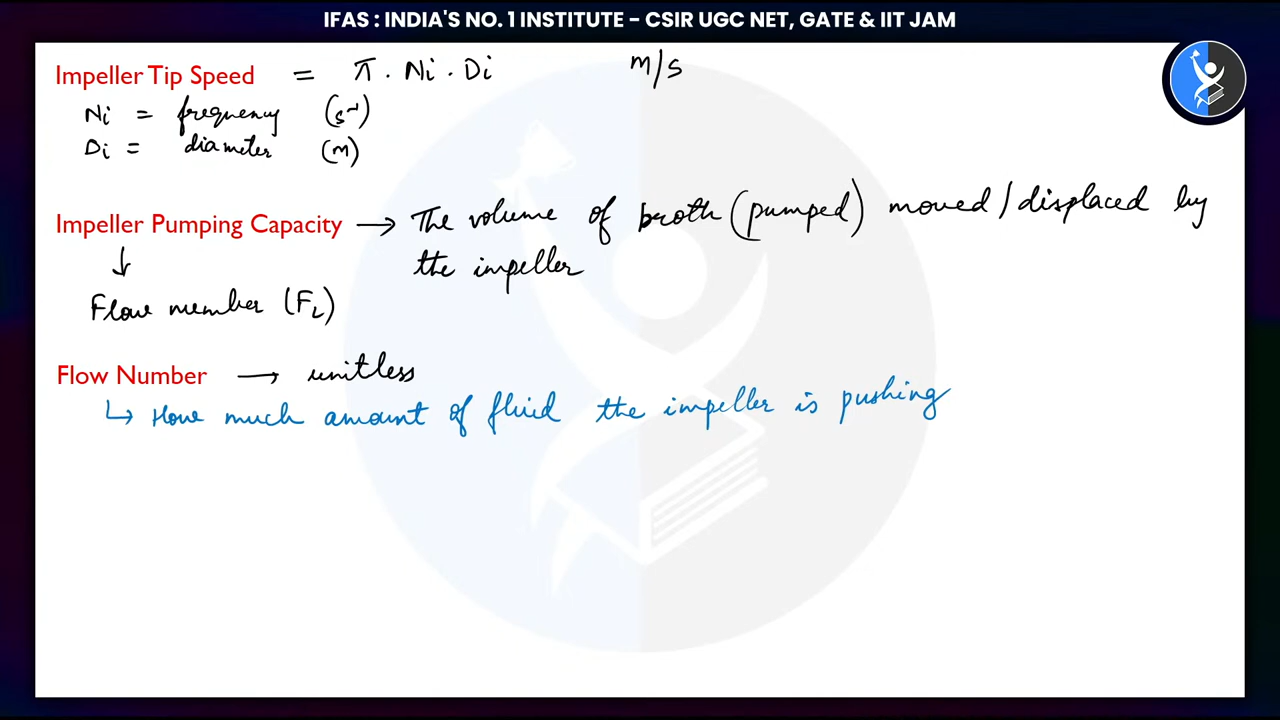 IFAS : INDIA'S NO. 1 INSTITUTE - CSIR UGC NET, GATE & IIT JAM
Impeller Tip Speed = π . Ni . Di m/s
Ni = frequency (s⁻¹)
Di = diameter (m)
Impeller Pumping Capacity → The volume of broth (pumped) moved/displaced by
the impeller
↓
Flow member (FL)
Flow Number → unitless
↳ How much amount of fluid the impeller is pushing